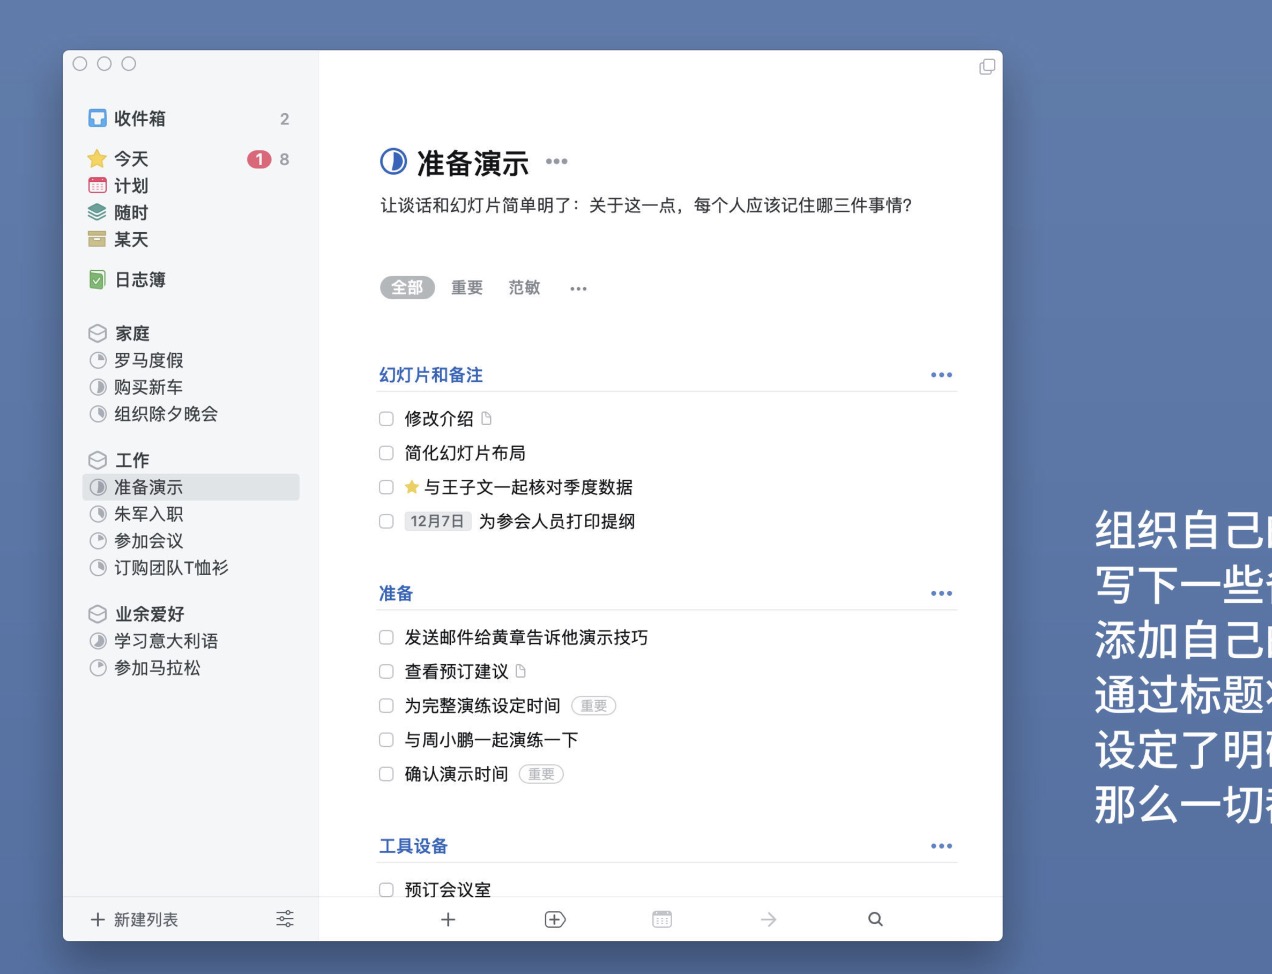 收件箱 2
今天 1 8
计划
随时
某天
日志簿
家庭
罗马度假
购买新车
组织除夕晚会
工作
准备演示
朱军入职
参加会议
订购团队T恤衫
业余爱好
学习意大利语
参加马拉松
新建列表
准备演示
让谈话和幻灯片简单明了：关于这一点，每个人应该记住哪三件事情？
全部 重要 范敏
幻灯片和备注
修改介绍
简化幻灯片布局
与王子文一起核对季度数据
12月7日 为参会人员打印提纲
准备
发送邮件给黄章告诉他演示技巧
查看预订建议
为完整演练设定时间 重要
与周小鹏一起演练一下
确认演示时间 重要
工具设备
预订会议室
组织自己
写下一些
添加自己
通过标题
设定了明
那么一切